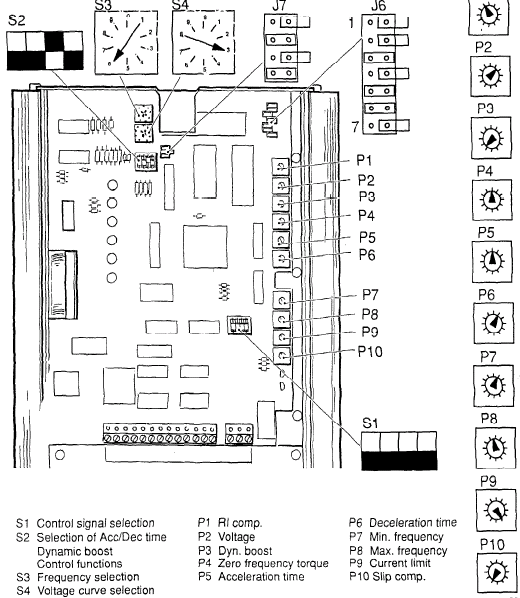 S2
S3
S4
J7
J6
1
7
P2
P3
P4
P5
P6
P7
P8
P9
P10
P1
P2
P3
P4
P5
P6
P7
P8
P9
P10
S1
S1 Control signal selection
S2 Selection of Acc/Dec time
Dynamic boost
Control functions
S3 Frequency selection
S4 Voltage curve selection
P1 RI comp.
P2 Voltage
P3 Dyn. boost
P4 Zero frequency torque
P5 Acceleration time
P6 Deceleration time
P7 Min. frequency
P8 Max. frequency
P9 Current limit
P10 Slip comp.